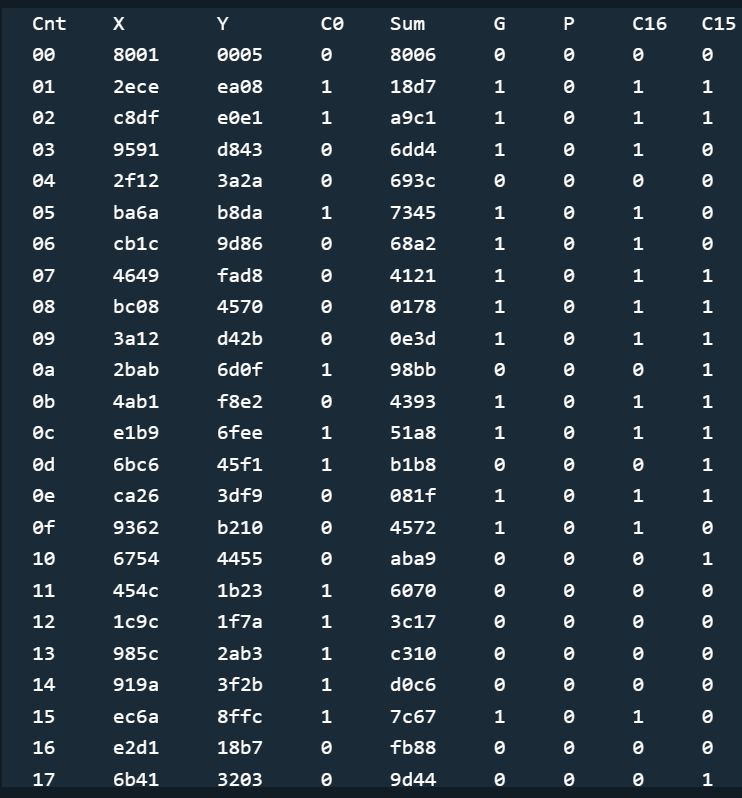 Cnt X Y C0 Sum G P C16 C15
00 8001 0005 0 8006 0 0 0 0
01 2ece ea08 1 18d7 1 0 1 1
02 c8df e0e1 1 a9c1 1 0 1 1
03 9591 d843 0 6dd4 1 0 1 0
04 2f12 3a2a 0 693c 0 0 0 0
05 ba6a b8da 1 7345 1 0 1 0
06 cb1c 9d86 0 68a2 1 0 1 0
07 4649 fad8 0 4121 1 0 1 1
08 bc08 4570 0 0178 1 0 1 1
09 3a12 d42b 0 0e3d 1 0 1 1
0a 2bab 6d0f 1 98bb 0 0 0 1
0b 4ab1 f8e2 0 4393 1 0 1 1
0c e1b9 6fee 1 51a8 1 0 1 1
0d 6bc6 45f1 1 b1b8 0 0 0 1
0e ca26 3df9 0 081f 1 0 1 1
0f 9362 b210 0 4572 1 0 1 0
10 6754 4455 0 aba9 0 0 0 1
11 454c 1b23 1 6070 0 0 0 0
12 1c9c 1f7a 1 3c17 0 0 0 0
13 985c 2ab3 1 c310 0 0 0 0
14 919a 3f2b 1 d0c6 0 0 0 0
15 ec6a 8ffc 1 7c67 1 0 1 0
16 e2d1 18b7 0 fb88 0 0 0 0
17 6b41 3203 0 9d44 0 0 0 1